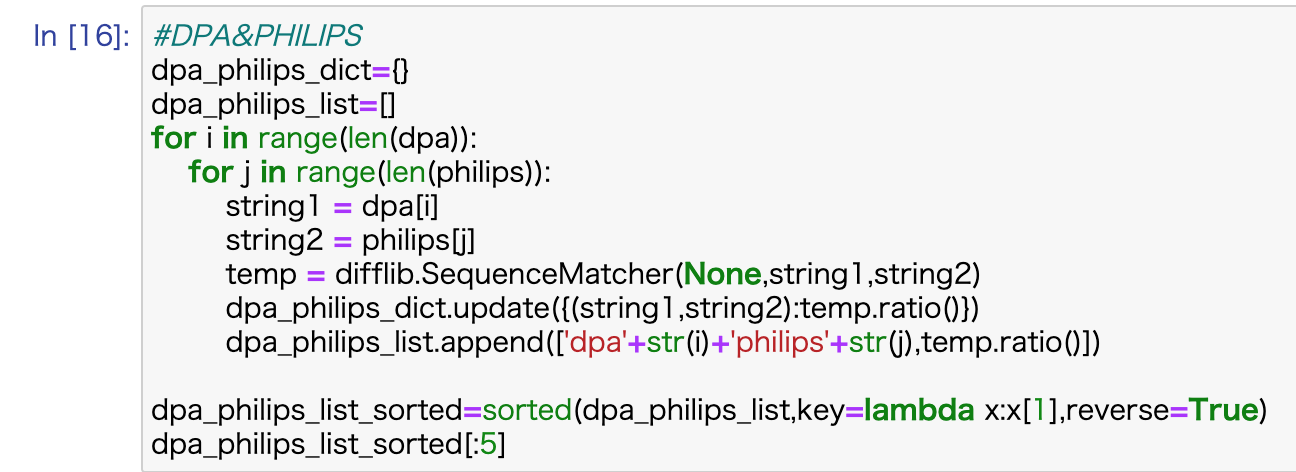 In [16]: #DPA&PHILIPS
dpa_philips_dict={}
dpa_philips_list=[]
for i in range(len(dpa)):
    for j in range(len(philips)):
        string1 = dpa[i]
        string2 = philips[j]
        temp = difflib.SequenceMatcher(None,string1,string2)
        dpa_philips_dict.update({(string1,string2):temp.ratio()})
        dpa_philips_list.append(['dpa'+str(i)+'philips'+str(j),temp.ratio()])

dpa_philips_list_sorted=sorted(dpa_philips_list,key=lambda x:x[1],reverse=True)
dpa_philips_list_sorted[:5]